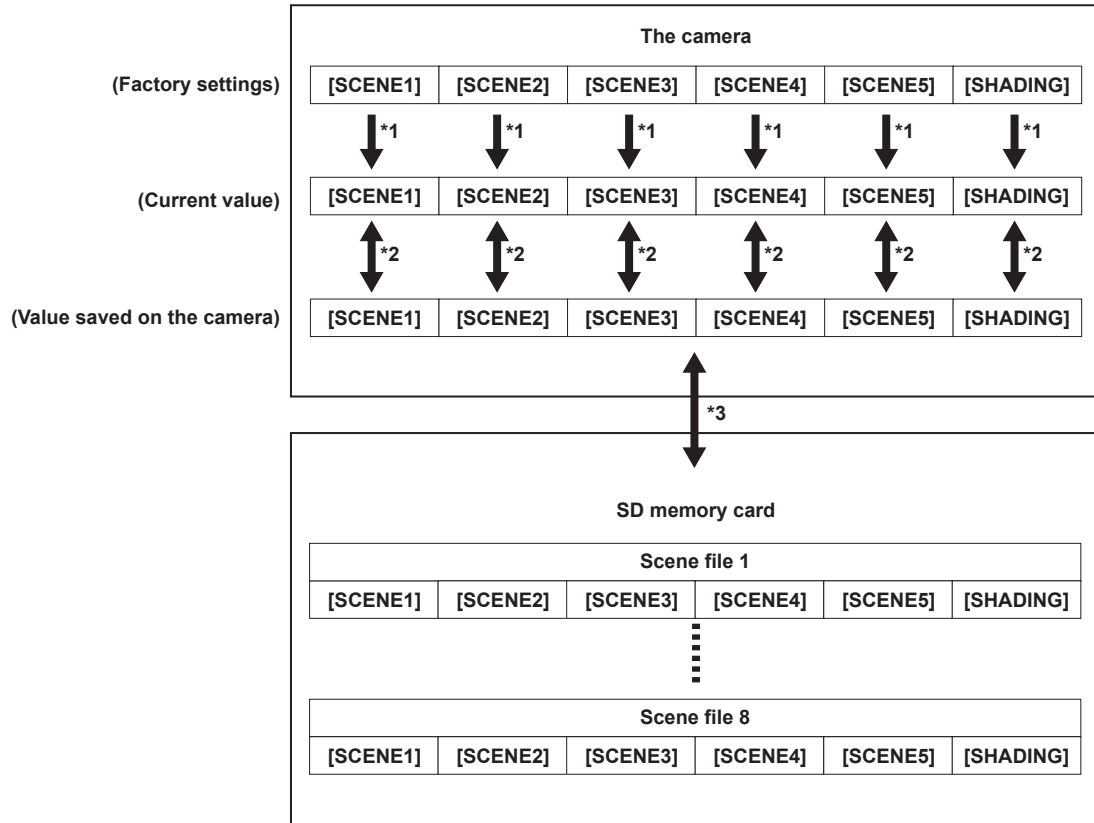 The camera
(Factory settings) [SCENE1] [SCENE2] [SCENE3] [SCENE4] [SCENE5] [SHADING]
*1 *1 *1 *1 *1 *1
(Current value) [SCENE1] [SCENE2] [SCENE3] [SCENE4] [SCENE5] [SHADING]
*2 *2 *2 *2 *2 *2
(Value saved on the camera) [SCENE1] [SCENE2] [SCENE3] [SCENE4] [SCENE5] [SHADING]
*3
SD memory card
Scene file 1
[SCENE1] [SCENE2] [SCENE3] [SCENE4] [SCENE5] [SHADING]
Scene file 8
[SCENE1] [SCENE2] [SCENE3] [SCENE4] [SCENE5] [SHADING]